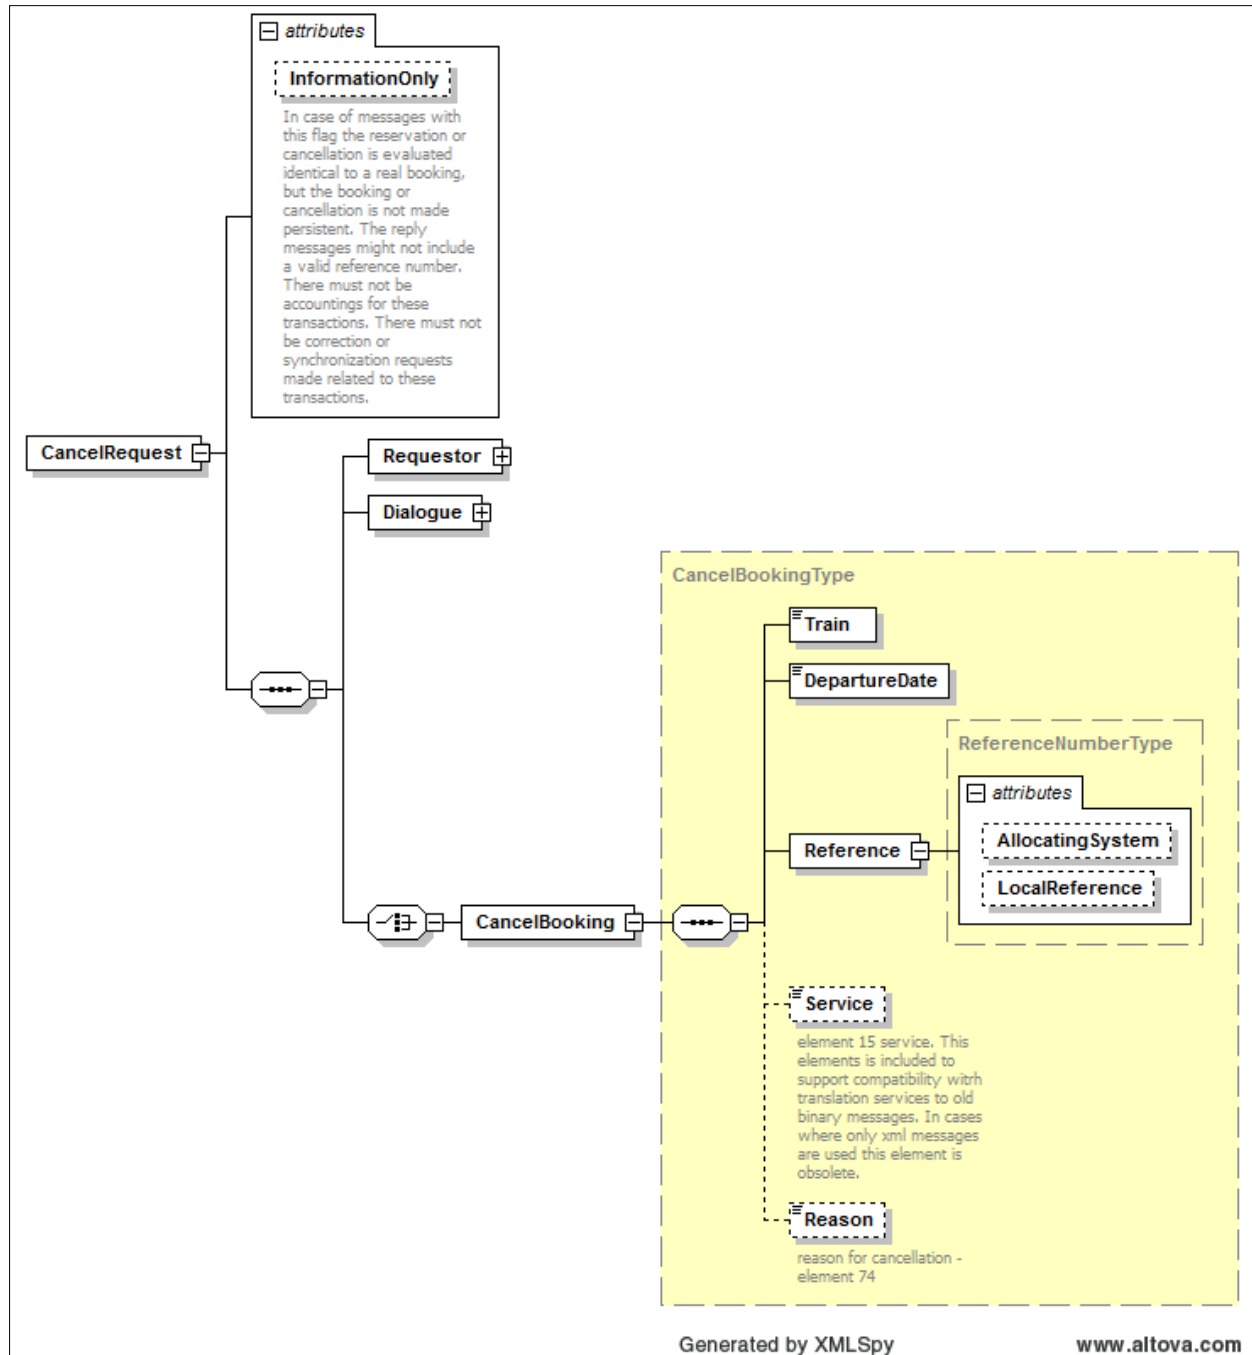 attributes
InformationOnly
In case of messages with
this flag the reservation or
cancellation is evaluated
identical to a real booking,
but the booking or
cancellation is not made
persistent. The reply
messages might not include
a valid reference number.
There must not be
accountings for these
transactions. There must not
be correction or
synchronization requests
made related to these
transactions.
CancelRequest
Requestor
Dialogue
CancelBookingType
Train
DepartureDate
ReferenceNumberType
attributes
AllocatingSystem
Reference
LocalReference
CancelBooking
Service
element 15 service. This
elements is included to
support compatibility witrh
translation services to old
binary messages. In cases
where only xml messages
are used this element is
obsolete.
Reason
reason for cancellation -
element 74
Generated by XMLSpy
www.altova.com